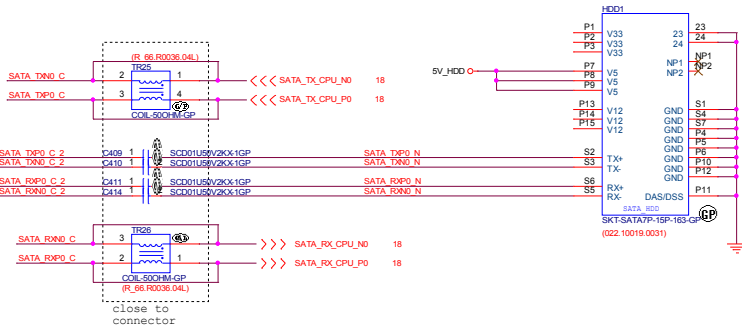 HDD1
P1 V33 23 23
P2 V33 24 24
P3 V33
NP1 NP1
NP2 NP2
5V_HDD
P7 V5
P8 V5
P9 V5
P13 V12
P14 V12
P15 V12
GND S1
GND S4
GND S7
GND P4
GND P5
GND P6
GND P10
GND P12
S2 TX+
S3 TX-
S6 RX+
S5 RX-
DAS/DSS P11
SATA_HDD
SKT-SATA7P-15P-163-GP
(022.10019.0031)
GP
(R_66.R0036.04L)
TR25
SATA_TXN0_C 2 1 SATA_TX_CPU_N0 18
SATA_TXP0_C 3 4 SATA_TX_CPU_P0 18
COIL-50OHM-GP
SATA_TXP0_C_2 C409 1 SCD01U50V2KX-1GP SATA_TXP0_N
SATA_TXN0_C_2 C410 1 SCD01U50V2KX-1GP SATA_TXN0_N
SATA_RXP0_C_2 C411 1 SCD01U50V2KX-1GP SATA_RXP0_N
SATA_RXN0_C_2 C414 1 SCD01U50V2KX-1GP SATA_RXN0_N
TR26
SATA_RXN0_C 3 SATA_RX_CPU_N0 18
SATA_RXP0_C 2 1 SATA_RX_CPU_P0 18
COIL-50OHM-GP
(R_66.R0036.04L)
close to
connector